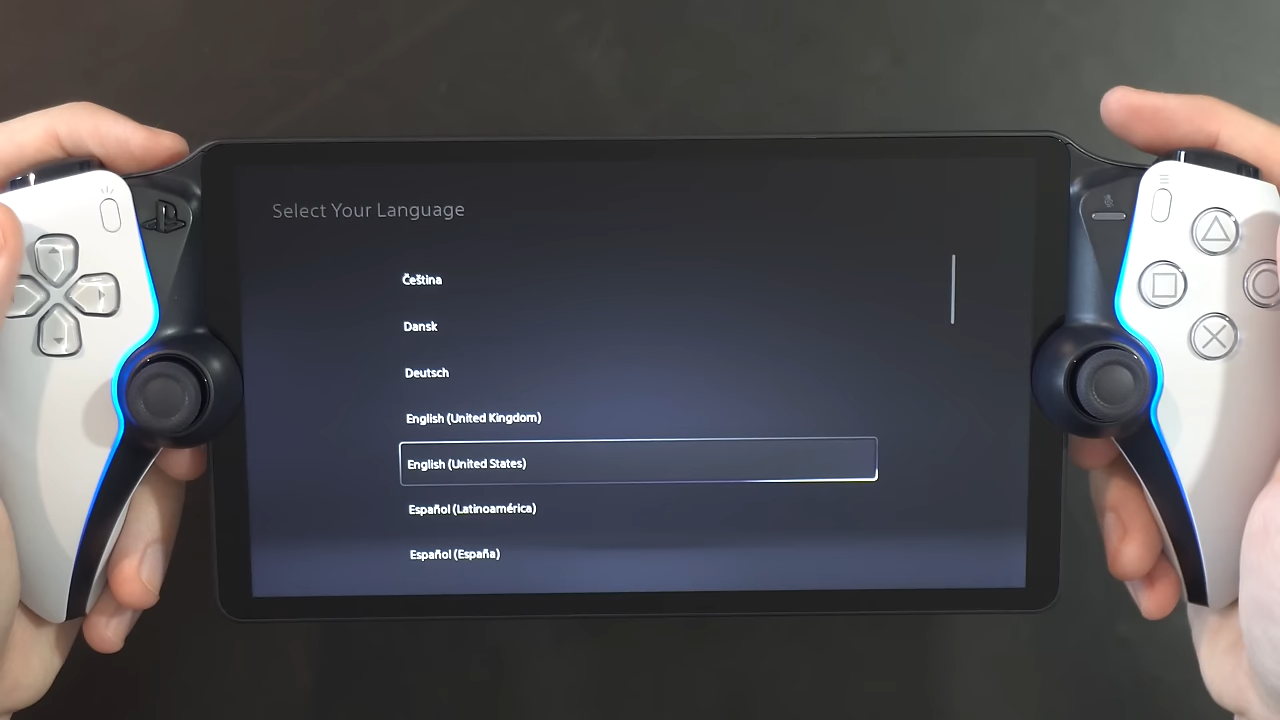 Select Your Language
Čeština
Dansk
Deutsch
English (United Kingdom)
English (United States)
Español (Latinoamérica)
Español (España)